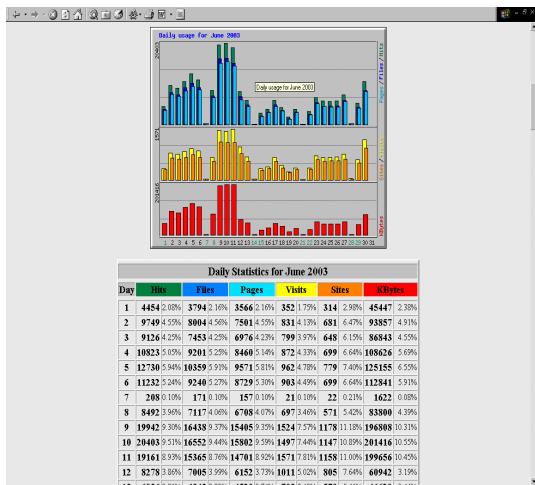 Daily usage for June 2003
20403
Pages / Files / Hits
Daily usage for June 2003
1571
Sites / Visits
201416
KBytes
1 2 3 4 5 6 7 8 9 10 11 12 13 14 15 16 17 18 19 20 21 22 23 24 25 26 27 28 29 30 31
Daily Statistics for June 2003
Day Hits Files Pages Visits Sites KBytes
1 4454 2.08% 3794 2.16% 3566 2.16% 352 1.75% 314 2.98% 45447 2.38%
2 9749 4.55% 8004 4.56% 7501 4.55% 831 4.13% 681 6.47% 93857 4.91%
3 9126 4.25% 7453 4.25% 6976 4.23% 799 3.97% 648 6.15% 86843 4.55%
4 10823 5.05% 9201 5.25% 8460 5.14% 872 4.33% 699 6.64% 108626 5.69%
5 12730 5.94% 10359 5.91% 9571 5.81% 962 4.78% 779 7.40% 125155 6.55%
6 11232 5.24% 9240 5.27% 8729 5.30% 903 4.49% 699 6.64% 112841 5.91%
7 208 0.10% 171 0.10% 157 0.10% 21 0.10% 22 0.21% 1622 0.08%
8 8492 3.96% 7117 4.06% 6708 4.07% 697 3.46% 571 5.42% 83800 4.39%
9 19942 9.30% 16438 9.37% 15405 9.35% 1524 7.57% 1178 11.18% 196808 10.31%
10 20403 9.51% 16552 9.44% 15802 9.59% 1497 7.44% 1147 10.89% 201416 10.55%
11 19161 8.93% 15365 8.76% 14701 8.92% 1571 7.81% 1158 11.00% 199656 10.45%
12 8278 3.86% 7005 3.99% 6152 3.73% 1011 5.02% 805 7.64% 60942 3.19%